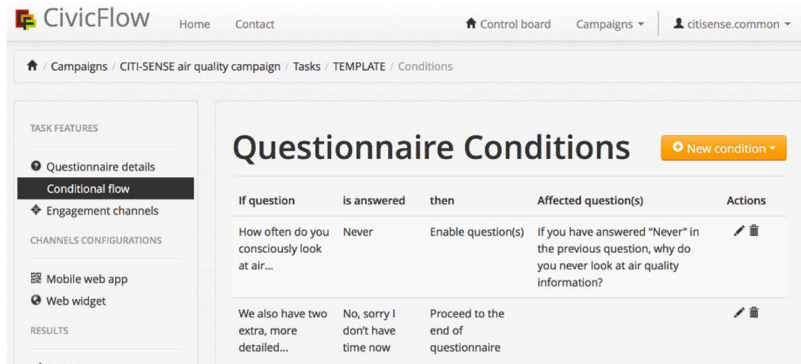 CivicFlow Home Contact Control board Campaigns citisense.common
/ Campaigns / CITI-SENSE air quality campaign / Tasks / TEMPLATE / Conditions
TASK FEATURES
Questionnaire details
Conditional flow
Engagement channels
CHANNELS CONFIGURATIONS
Mobile web app
Web widget
RESULTS
Questionnaire Conditions
New condition
If question is answered then Affected question(s) Actions
How often do you Never Enable question(s) If you have answered “Never” in
consciously look the previous question, why do
at air... you never look at air quality
information?
We also have two No, sorry I Proceed to the
extra, more don’t have end of
detailed... time now questionnaire